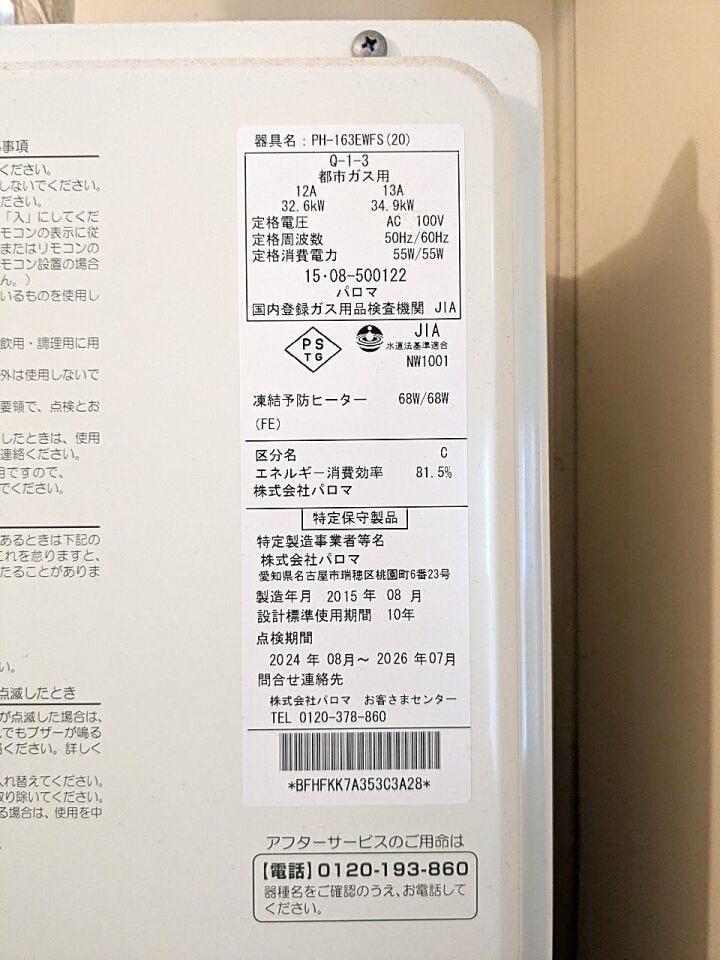 事項
ください。
しないでください。
ださい。
「入」にしてくだ
モコンの表示に従
またはリモコンの
モコン設置の場合
ん。)
いるものを使用し
飲用・調理用に用
外は使用しないで
要領で、点検とお
したときは、使用
連絡ください。
用ですので、
でください。
あるときは下記の
これを怠りますと、
たることがありま
い。
点滅したとき
が点滅した場合は、
でもブザーが鳴る
絡ください。詳しく
入れ替えてください。
取り除いてください。
る場合は、使用を中
器具名:PH-163EWFS(20)
Q-1-3
都市ガス用
12A 13A
32.6kW 34.9kW
定格電圧 AC 100V
定格周波数 50Hz/60Hz
定格消費電力 55W/55W
15・08-500122
パロマ
国内登録ガス用品検査機関 JIA
PS
TG
JIA
水道法基準適合
NW1001
凍結予防ヒーター 68W/68W
(FE)
区分名 C
エネルギー消費効率 81.5%
株式会社パロマ
特定保守製品
特定製造事業者等名
株式会社パロマ
愛知県名古屋市瑞穂区桃園町6番23号
製造年月 2015 年 08 月
設計標準使用期間 10年
点検期間
2024 年 08月~ 2026 年 07月
問合せ連絡先
株式会社パロマ お客さまセンター
TEL 0120-378-860
*BFHFKK7A353C3A28*
アフターサービスのご用命は
【電話】0120-193-860
器種名をご確認のうえ、お電話して
ください。